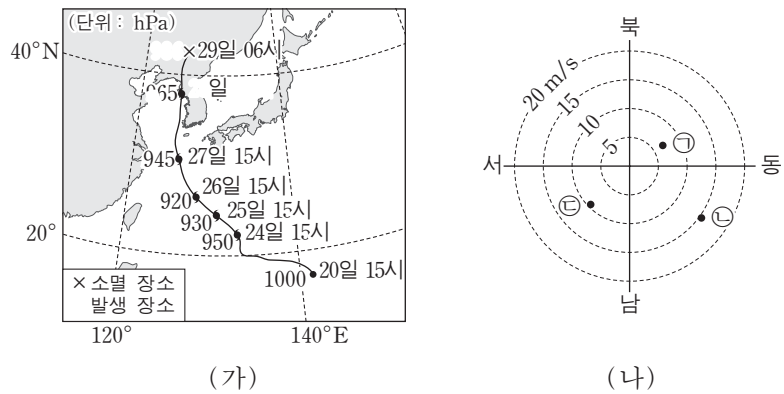 (단위 : hPa)
40°N
×29일 06시
965
일
945
27일 15시
920
26일 15시
930
25일 15시
950
24일 15시
20°
1000
20일 15시
× 소멸 장소
발생 장소
120°
140°E
(가)
북
20 m/s
15
10
5
㉠
서
동
㉢
㉡
남
(나)